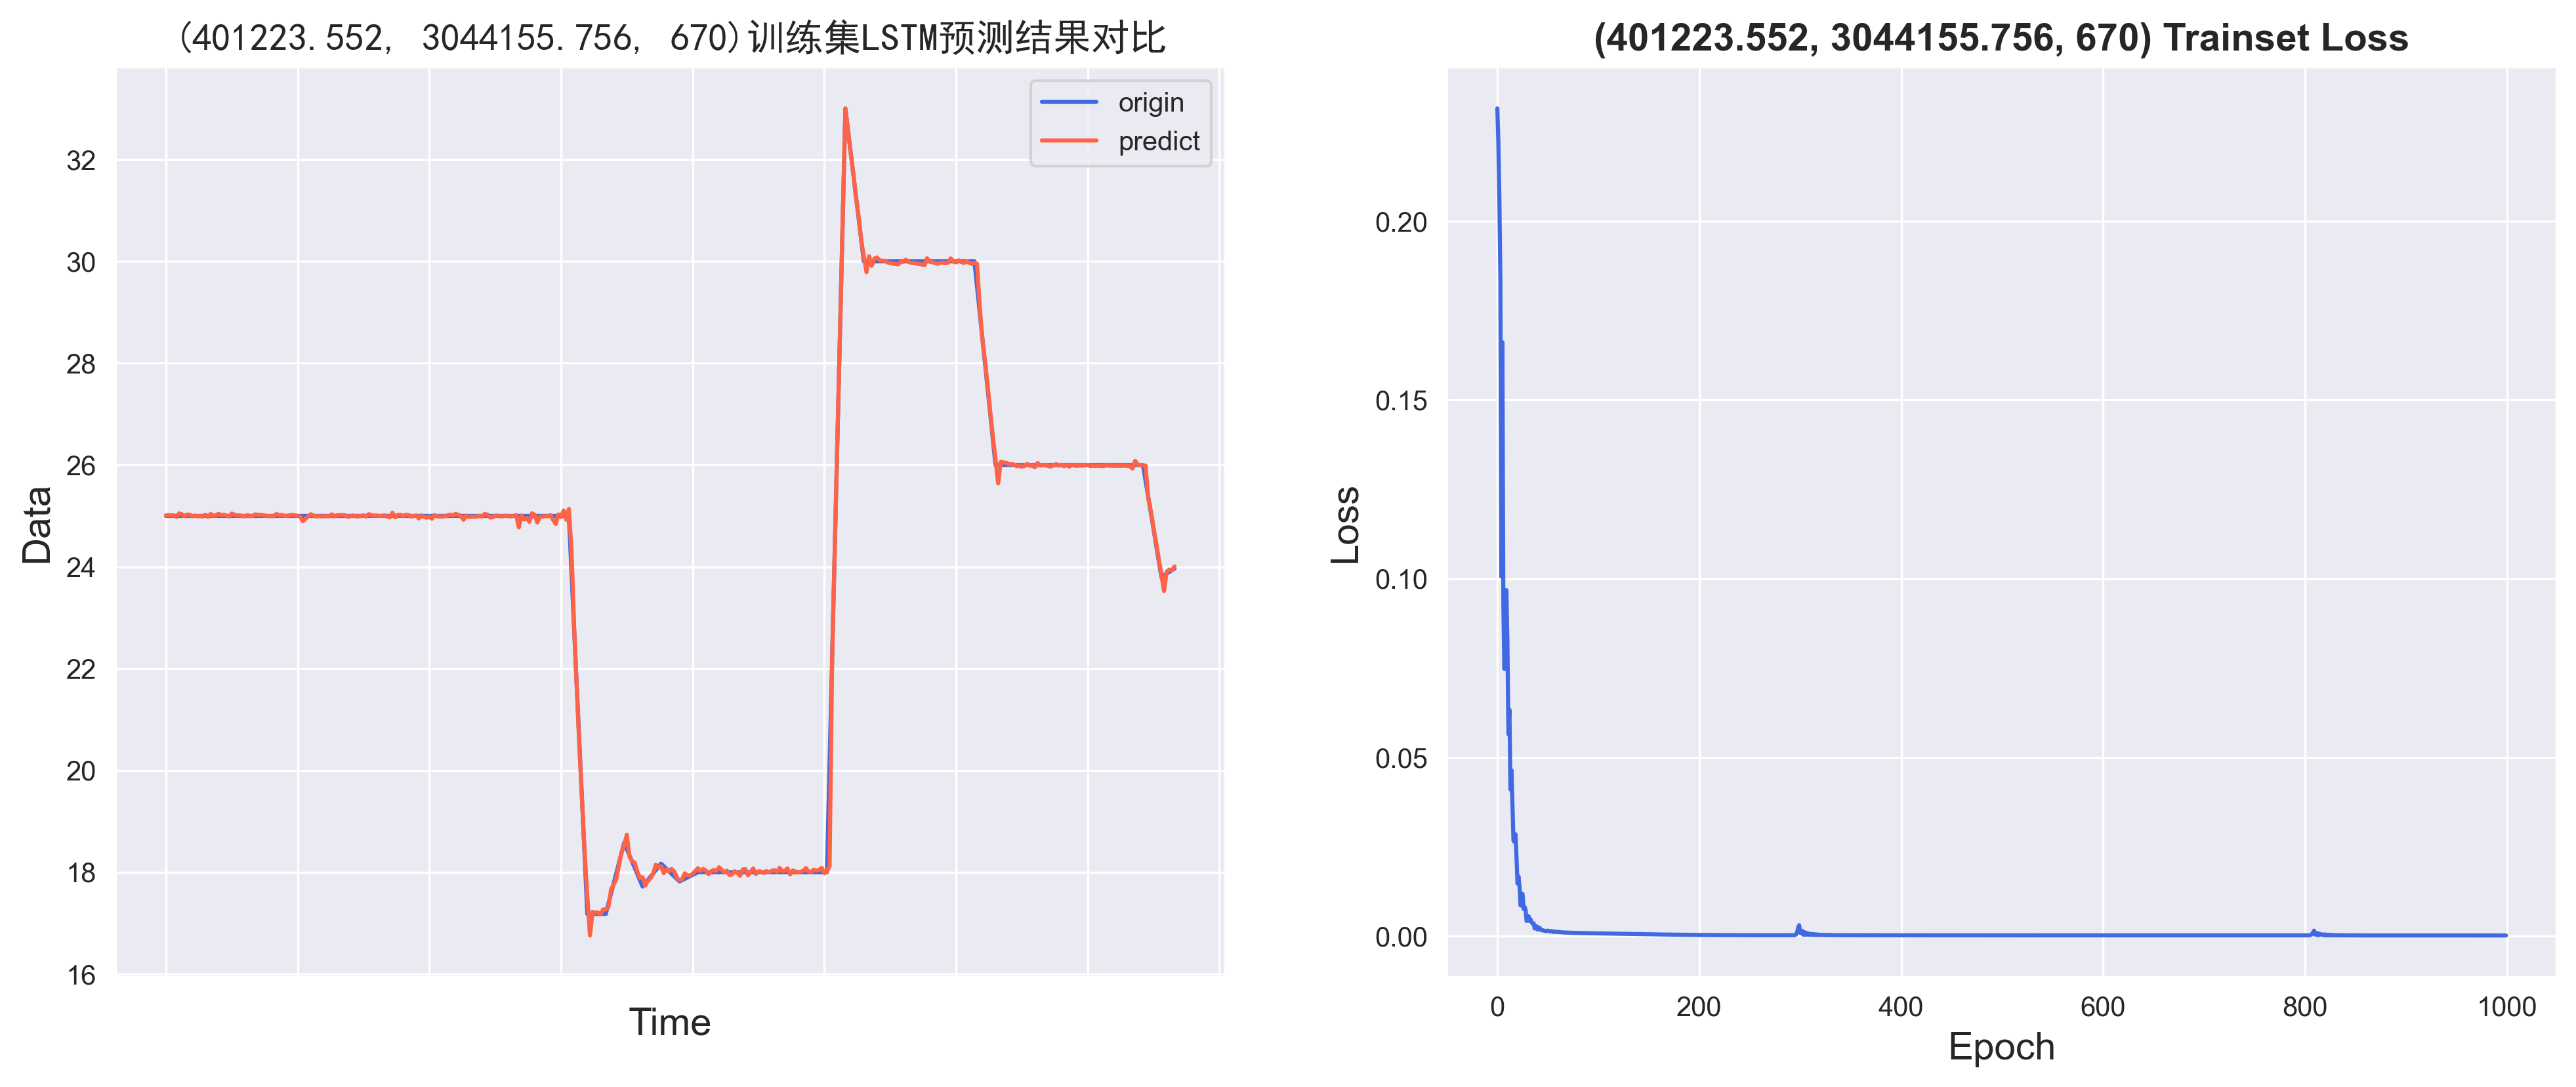 (401223.552, 3044155.756, 670)训练集LSTM预测结果对比
origin
predict
32
30
28
26
24
22
20
18
16
Data
Time
(401223.552, 3044155.756, 670) Trainset Loss
0.20
0.15
0.10
0.05
0.00
Loss
0 200 400 600 800 1000
Epoch